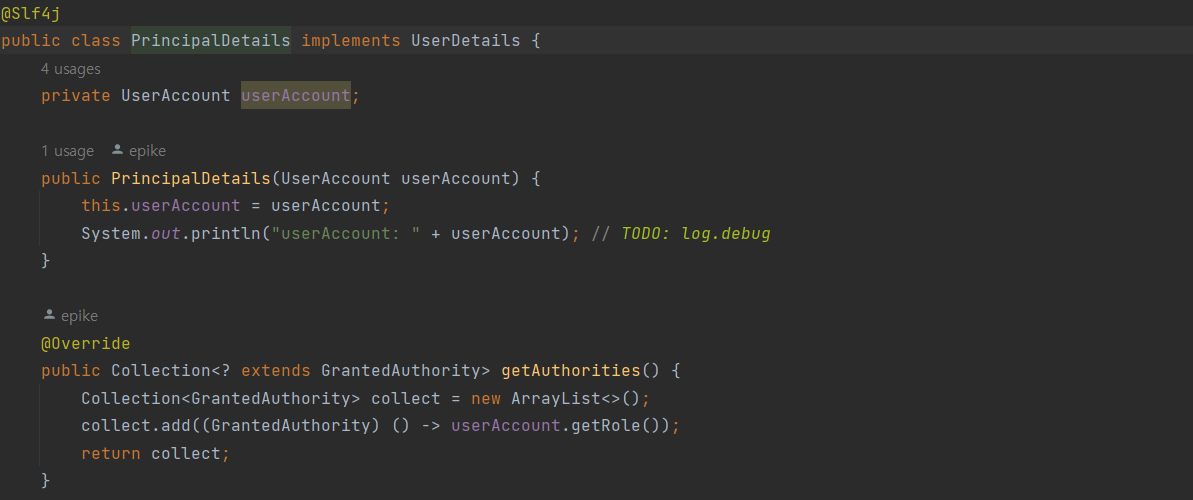 @Slf4j
public class PrincipalDetails implements UserDetails {
4 usages
private UserAccount userAccount;
1 usage epike
public PrincipalDetails(UserAccount userAccount) {
this.userAccount = userAccount;
System.out.println("userAccount: " + userAccount); // TODO: log.debug
}
epike
@Override
public Collection<? extends GrantedAuthority> getAuthorities() {
Collection<GrantedAuthority> collect = new ArrayList<>();
collect.add((GrantedAuthority) () -> userAccount.getRole());
return collect;
}